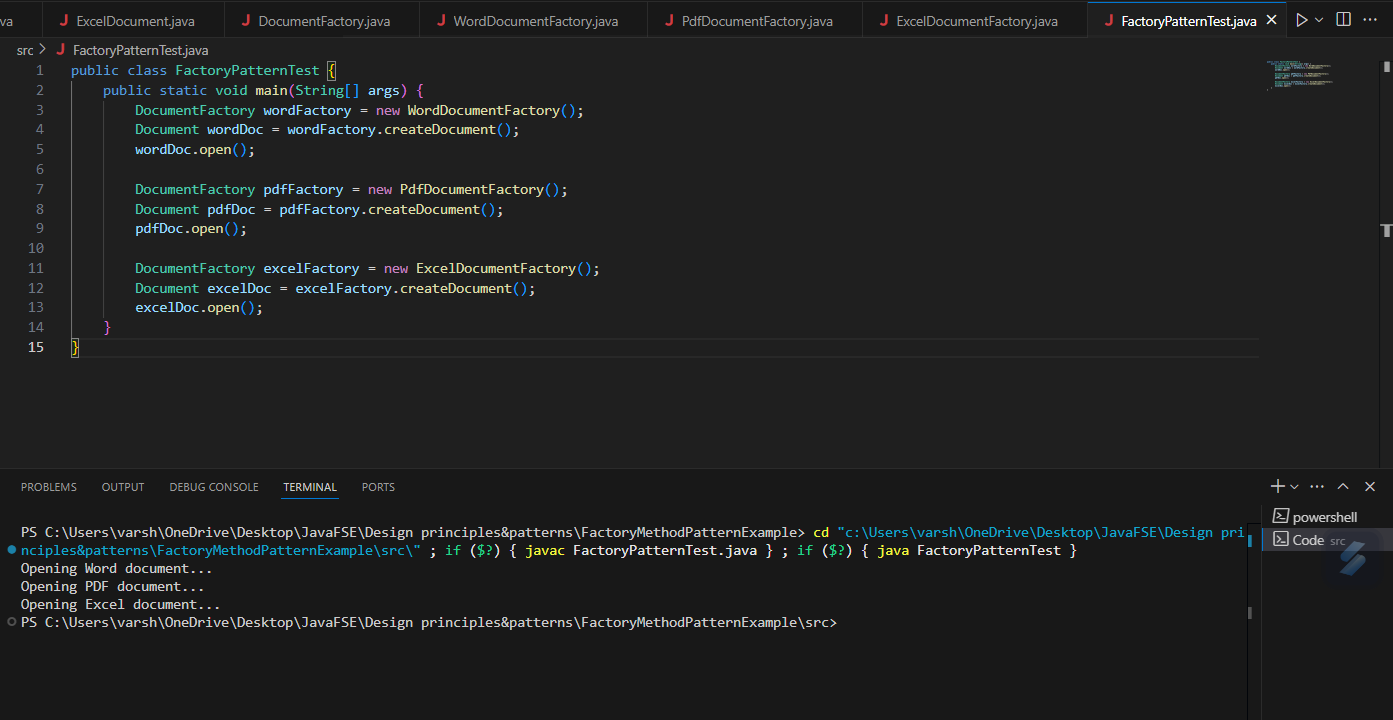 va ExcelDocument.java DocumentFactory.java WordDocumentFactory.java PdfDocumentFactory.java ExcelDocumentFactory.java FactoryPatternTest.java
src > FactoryPatternTest.java
1 public class FactoryPatternTest {
2     public static void main(String[] args) {
3         DocumentFactory wordFactory = new WordDocumentFactory();
4         Document wordDoc = wordFactory.createDocument();
5         wordDoc.open();
6
7         DocumentFactory pdfFactory = new PdfDocumentFactory();
8         Document pdfDoc = pdfFactory.createDocument();
9         pdfDoc.open();
10
11         DocumentFactory excelFactory = new ExcelDocumentFactory();
12         Document excelDoc = excelFactory.createDocument();
13         excelDoc.open();
14     }
15 }
PROBLEMS OUTPUT DEBUG CONSOLE TERMINAL PORTS
PS C:\Users\varsh\OneDrive\Desktop\JavaFSE\Design principles&patterns\FactoryMethodPatternExample> cd "c:\Users\varsh\OneDrive\Desktop\JavaFSE\Design pri
nciples&patterns\FactoryMethodPatternExample\src\" ; if ($?) { javac FactoryPatternTest.java } ; if ($?) { java FactoryPatternTest }
Opening Word document...
Opening PDF document...
Opening Excel document...
PS C:\Users\varsh\OneDrive\Desktop\JavaFSE\Design principles&patterns\FactoryMethodPatternExample\src>
powershell
Code src